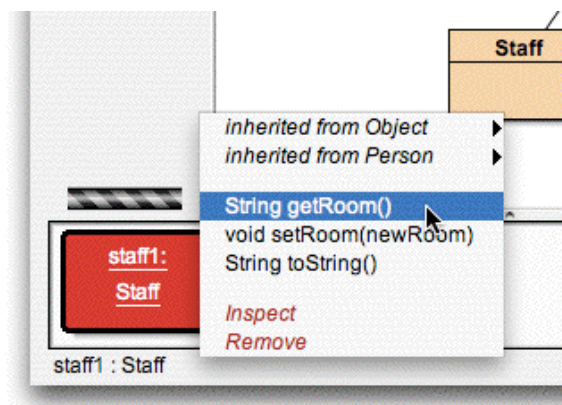 Staff
inherited from Object
inherited from Person
String getRoom()
void setRoom(newRoom)
String toString()
Inspect
Remove
staff1:
Staff
staff1 : Staff